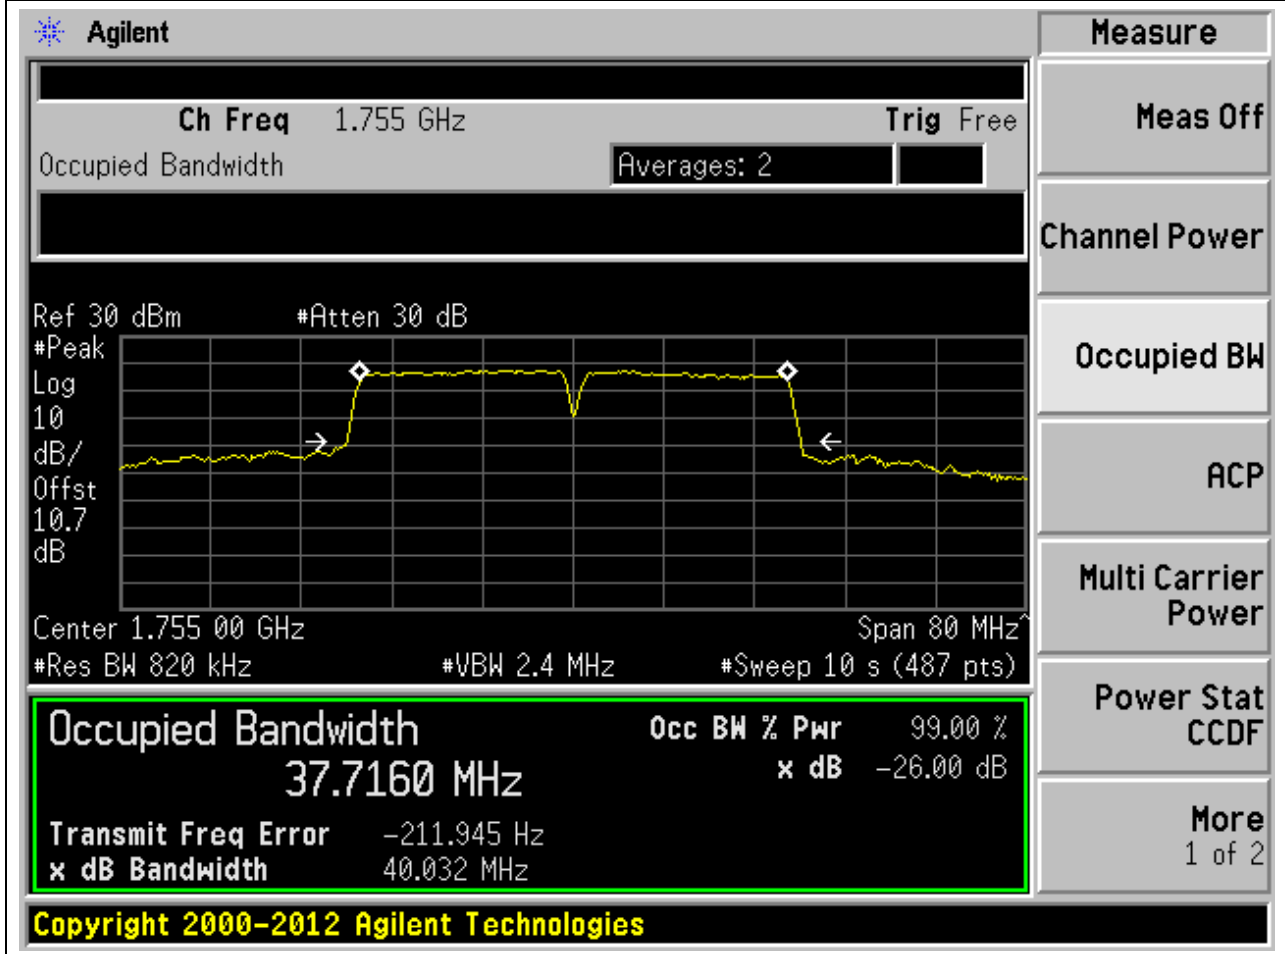 Agilent
Measure
Ch Freq 1.755 GHz Trig Free
Occupied Bandwidth Averages: 2
Meas Off
Channel Power
Occupied BW
ACP
Multi Carrier
Power
Power Stat
CCDF
More
1 of 2
Ref 30 dBm #Atten 30 dB
#Peak
Log
10
dB/
Offst
10.7
dB
Center 1.755 00 GHz Span 80 MHz^
#Res BW 820 kHz #VBW 2.4 MHz #Sweep 10 s (487 pts)
Occupied Bandwidth Occ BW % Pwr 99.00 %
37.7160 MHz x dB -26.00 dB
Transmit Freq Error -211.945 Hz
x dB Bandwidth 40.032 MHz
Copyright 2000-2012 Agilent Technologies